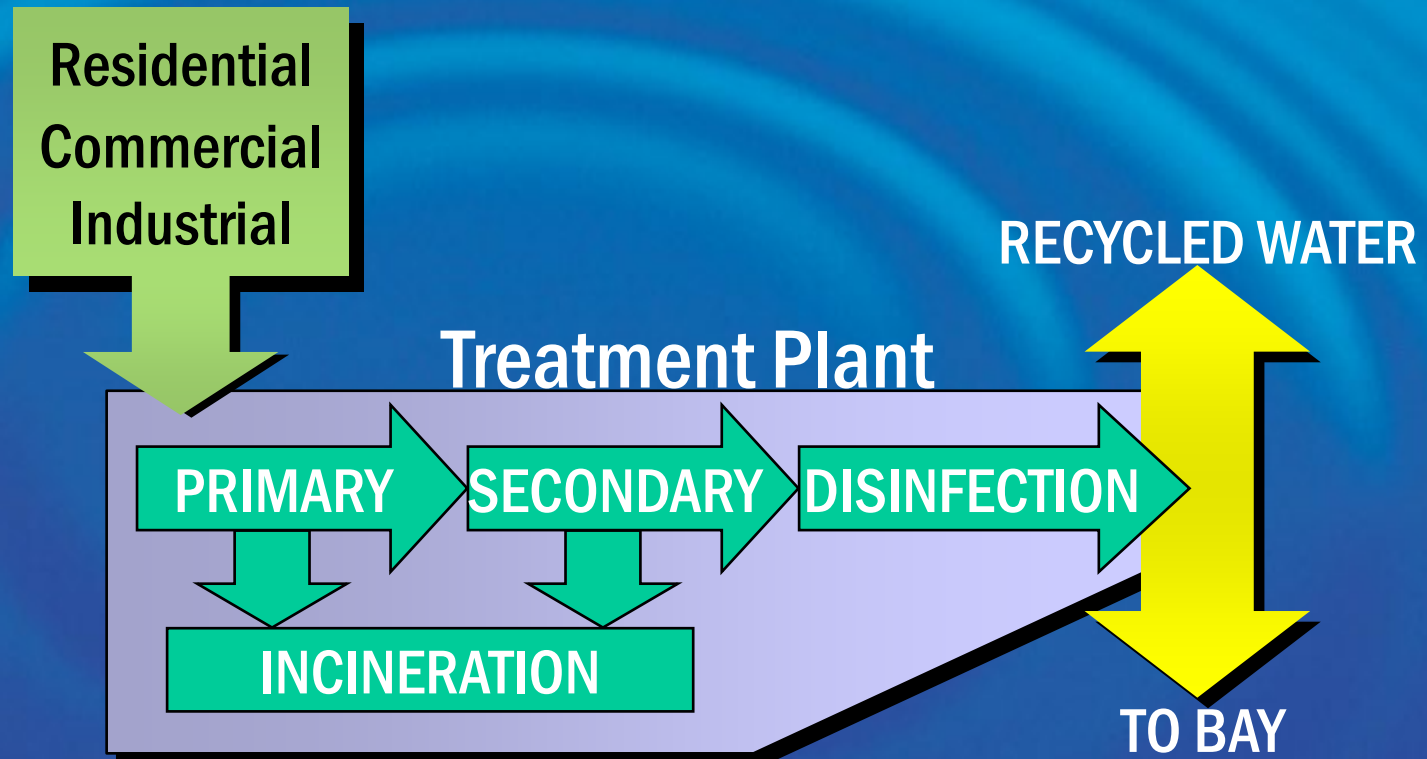 Residential
Commercial
Industrial
RECYCLED WATER
Treatment Plant
PRIMARY
SECONDARY
DISINFECTION
INCINERATION
TO BAY